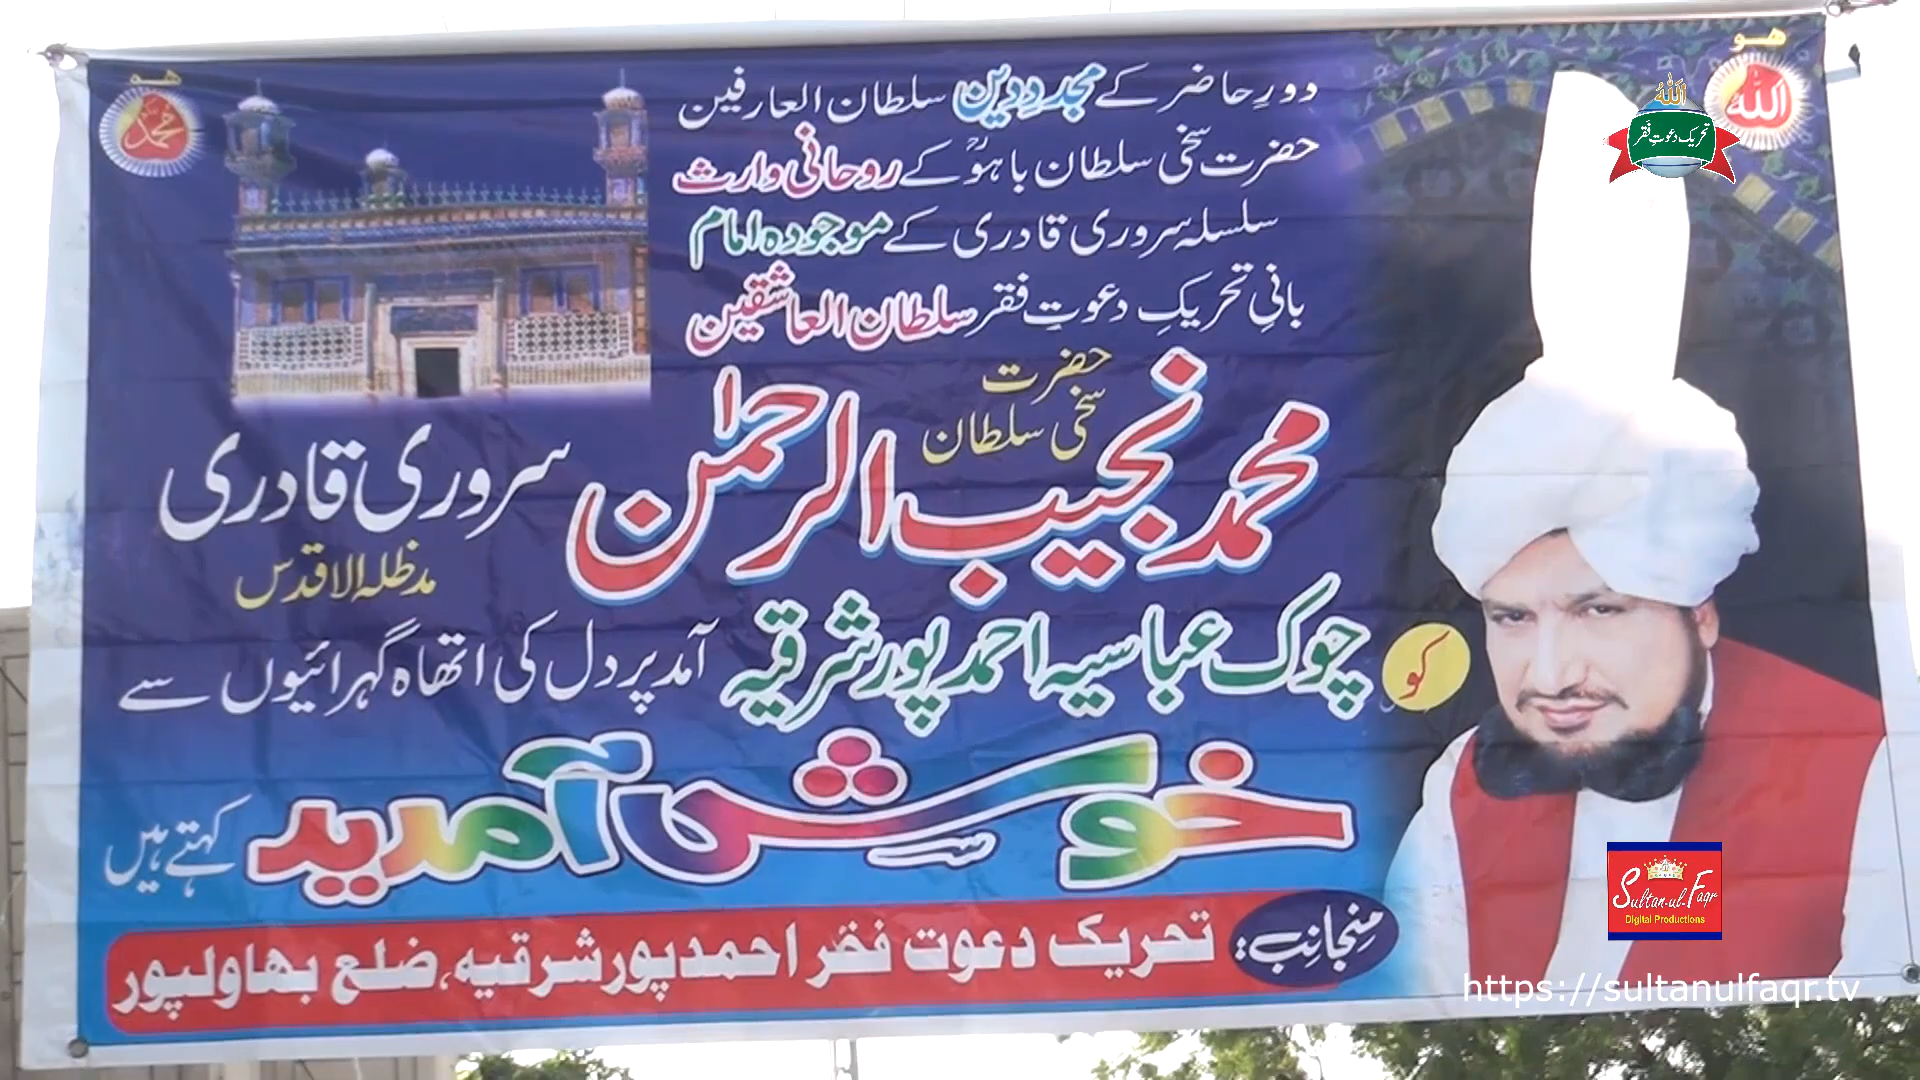 ھو
محمد
ھو
اللہ
اللہ
تحریک دعوتِ فقر
دورِ حاضر کے مجددِ دین سلطان العارفین
حضرت سخی سلطان باھوؒ کے روحانی وارث
سلسلہ سروری قادری کے موجودہ امام
بانیِ تحریکِ دعوتِ فقر سلطان العاشقین
حضرت
سخی سلطان
محمد نجیب الرحمٰن سروری قادری
مدظلہ الاقدس
کو
چوک عباسیہ احمد پور شرقیہ آمد پر دل کی اتھاہ گہرائیوں سے
خوش آمدید کہتے ہیں
منجانب: تحریک دعوت فقر احمد پور شرقیہ، ضلع بھاولپور
Sultan-ul-Faqr
Digital Productions
https://sultanulfaqr.tv